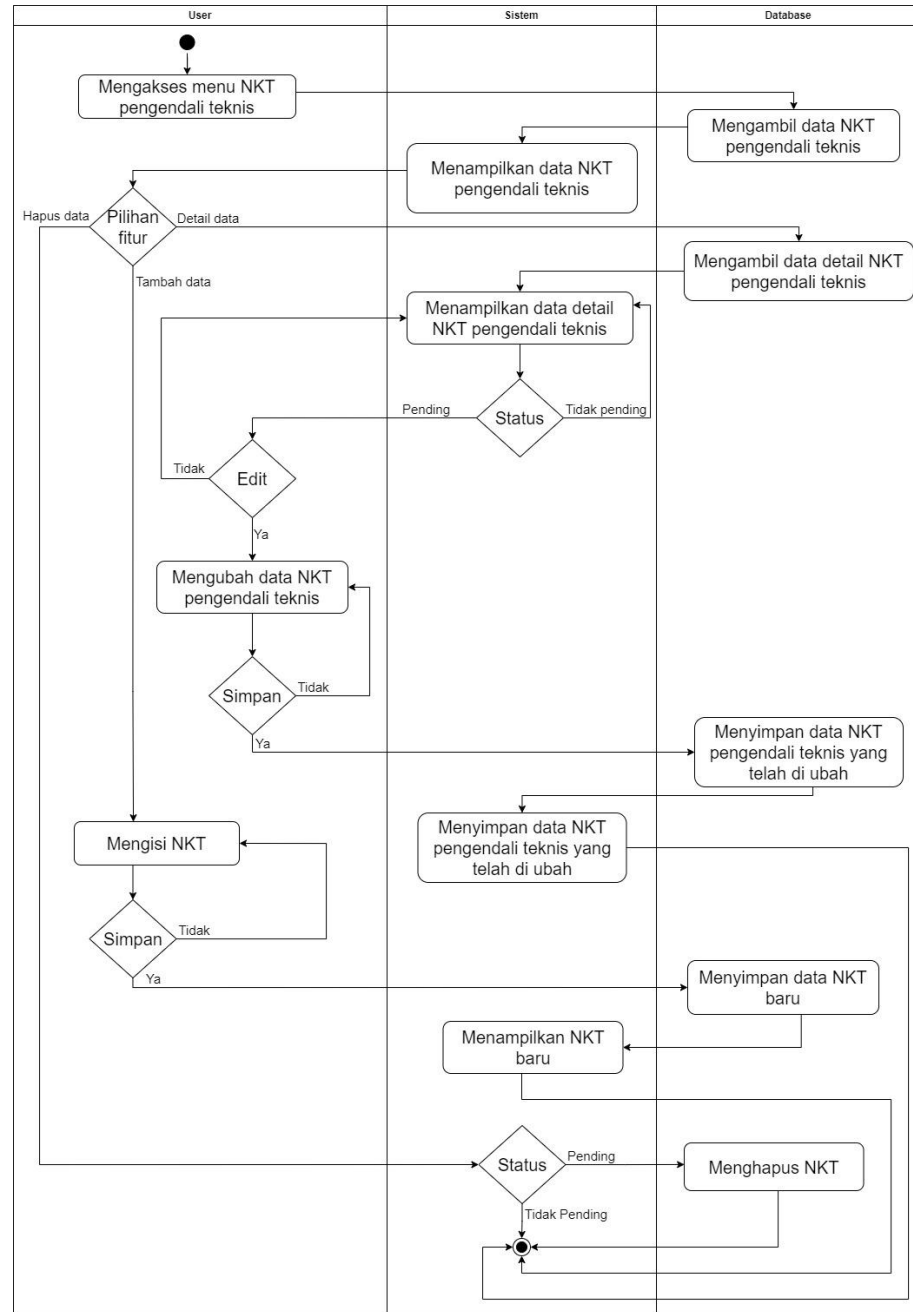 User
Sistem
Database
Mengakses menu NKT
pengendali teknis
Mengambil data NKT
pengendali teknis
Menampilkan data NKT
pengendali teknis
Hapus data
Pilihan
fitur
Detail data
Mengambil data detail NKT
pengendali teknis
Tambah data
Menampilkan data detail
NKT pengendali teknis
Pending
Status
Tidak pending
Tidak
Edit
Ya
Mengubah data NKT
pengendali teknis
Simpan
Tidak
Ya
Menyimpan data NKT
pengendali teknis yang
telah di ubah
Mengisi NKT
Menyimpan data NKT
pengendali teknis yang
telah di ubah
Simpan
Tidak
Ya
Menyimpan data NKT
baru
Menampilkan NKT
baru
Status
Pending
Menghapus NKT
Tidak Pending